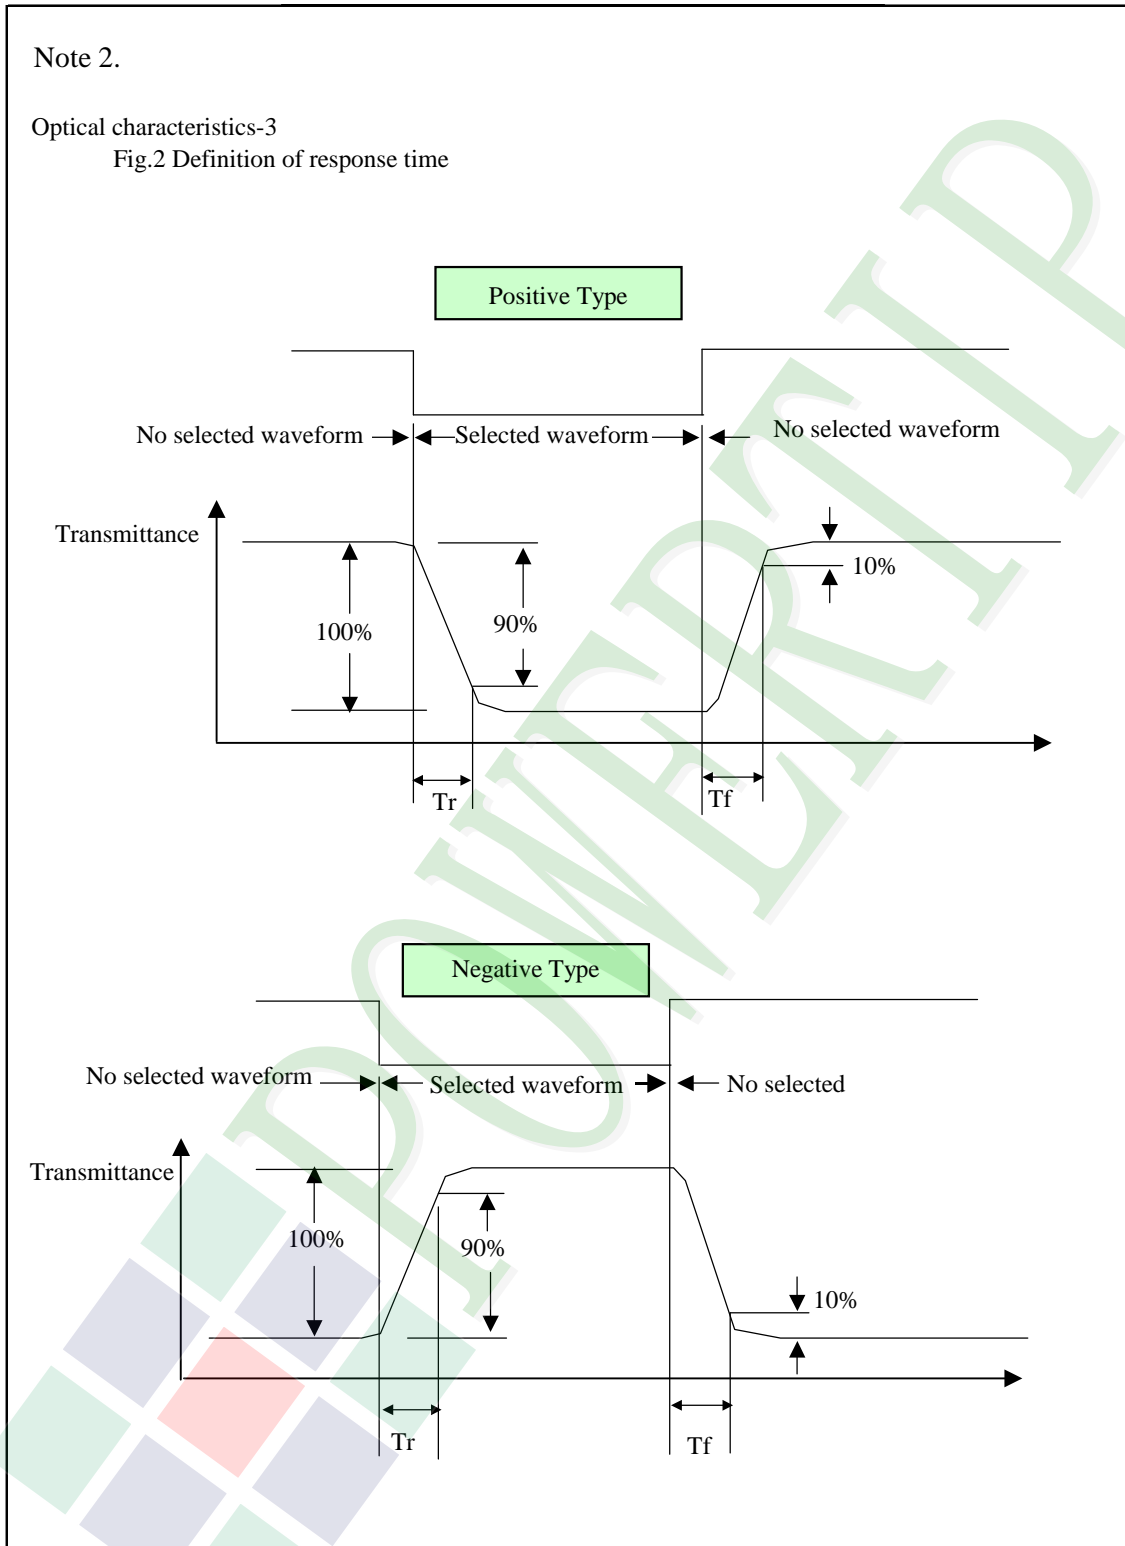 Note 2.
Optical characteristics-3
Fig.2 Definition of response time
Positive Type
No selected waveform
Selected waveform
No selected waveform
Transmittance
10%
100%
90%
Tr
Tf
Negative Type
No selected waveform
Selected waveform
No selected
Transmittance
100%
90%
10%
Tr
Tf
POWERTIP